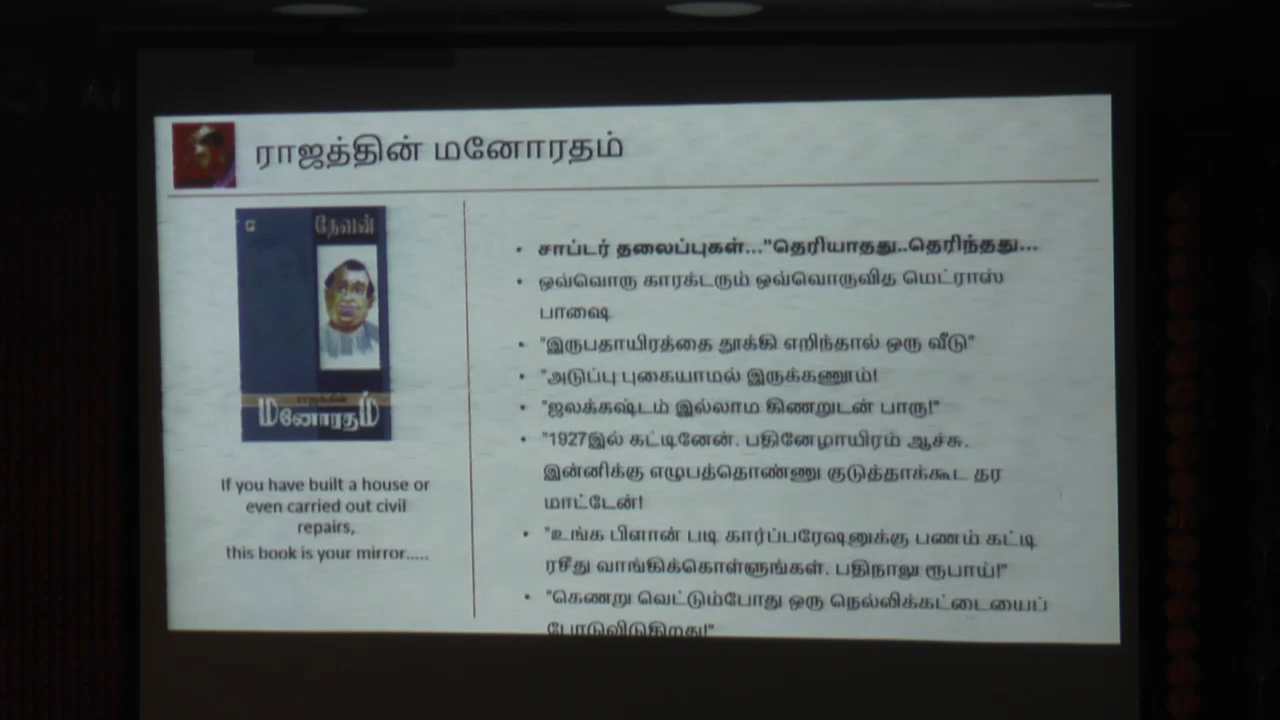 ராஜத்தின் மனோரதம்
தேவன்
ராஜத்தின்
மனோரதம்
If you have built a house or
even carried out civil
repairs,
this book is your mirror.....
• சாப்டர் தலைப்புகள்..."தெரியாதது..தெரிந்தது...
• ஒவ்வொரு காரக்டரும் ஒவ்வொருவித மெட்ராஸ்
பாஷை
• "இருபதாயிரத்தை தூக்கி எறிந்தால் ஒரு வீடு"
• "அடுப்பு புகையாமல் இருக்கணூம்!
• "ஜலக்கஷ்டம் இல்லாம கிணறுடன் பாரு!"
• "1927இல் கட்டினேன். பதினேழாயிரம் ஆச்சு.
இன்னிக்கு எழுபத்தொண்ணு குடுத்தாக்கூட தர
மாட்டேன்!
• "உங்க பிளான் படி கார்ப்பரேஷனுக்கு பணம் கட்டி
ரசீது வாங்கிக்கொள்ளுங்கள். பதிநாலு ரூபாய்!"
• "கெணறு வெட்டும்போது ஒரு நெல்லிக்கட்டையைப்
போடுவிடுகிறது!"